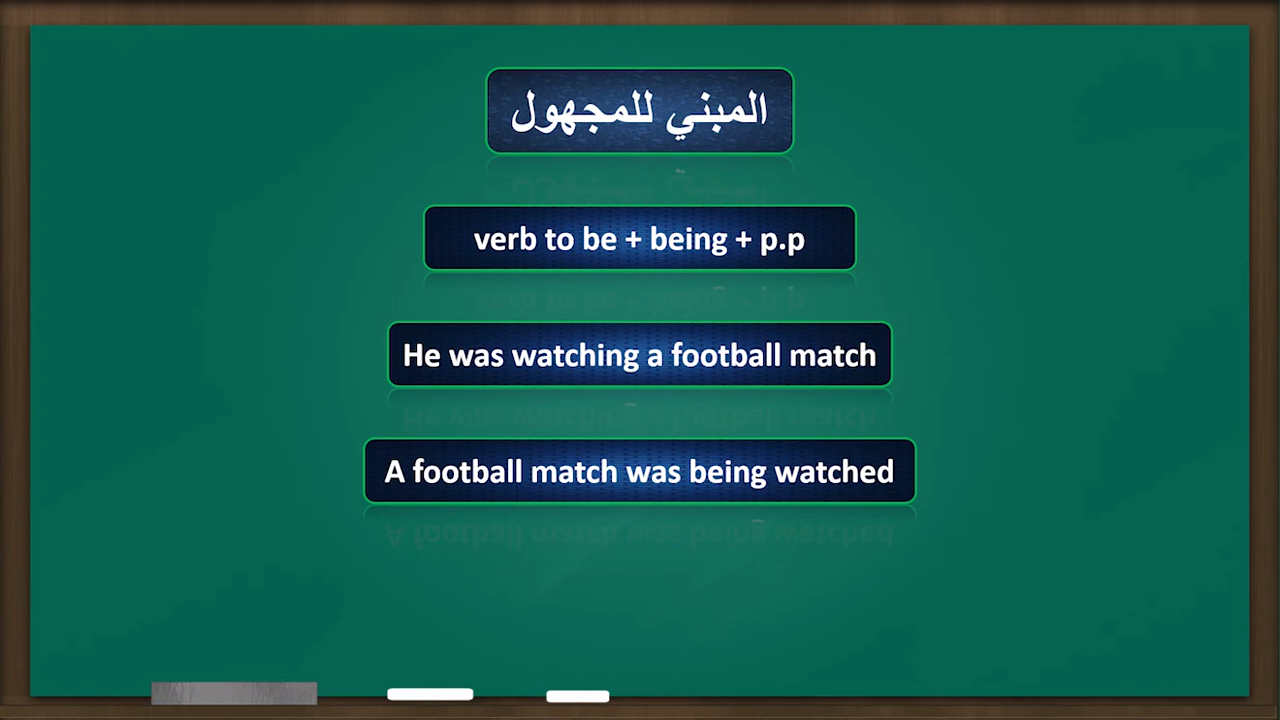 المبني للمجهول
verb to be + being + p.p
He was watching a football match
A football match was being watched